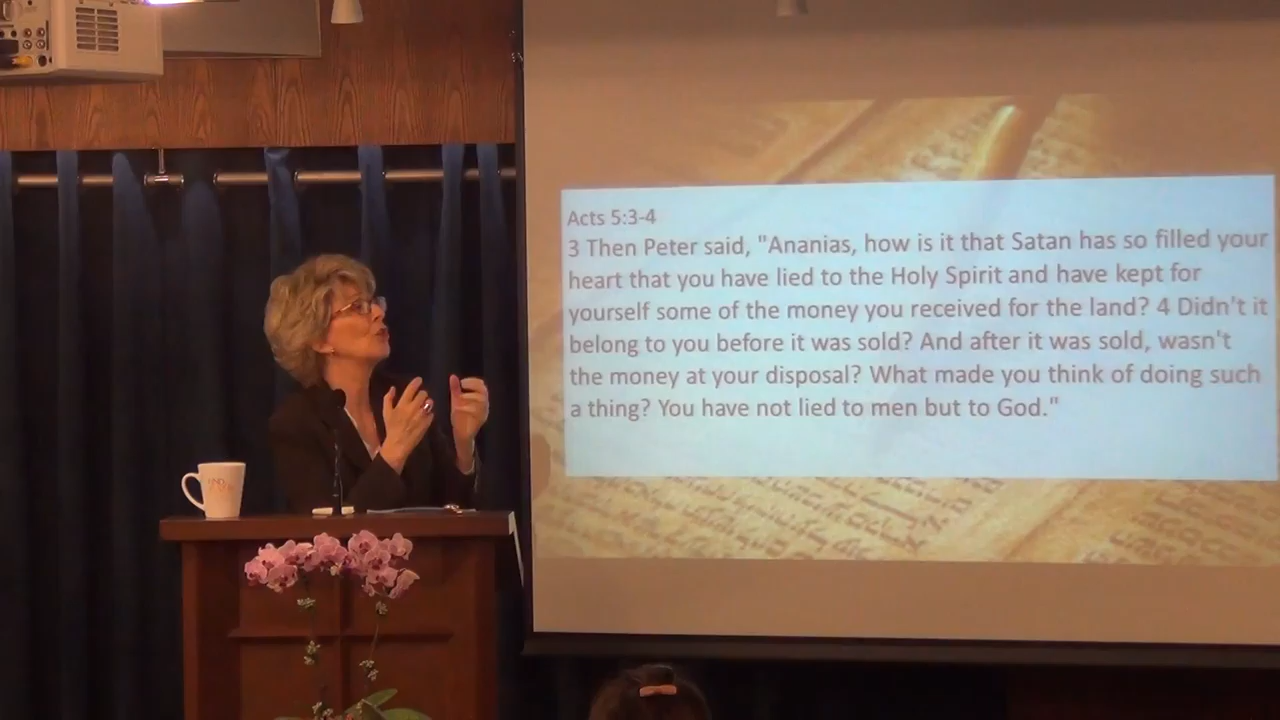 Acts 5:3-4
3 Then Peter said, "Ananias, how is it that Satan has so filled your
heart that you have lied to the Holy Spirit and have kept for
yourself some of the money you received for the land? 4 Didn't it
belong to you before it was sold? And after it was sold, wasn't
the money at your disposal? What made you think of doing such
a thing? You have not lied to men but to God."